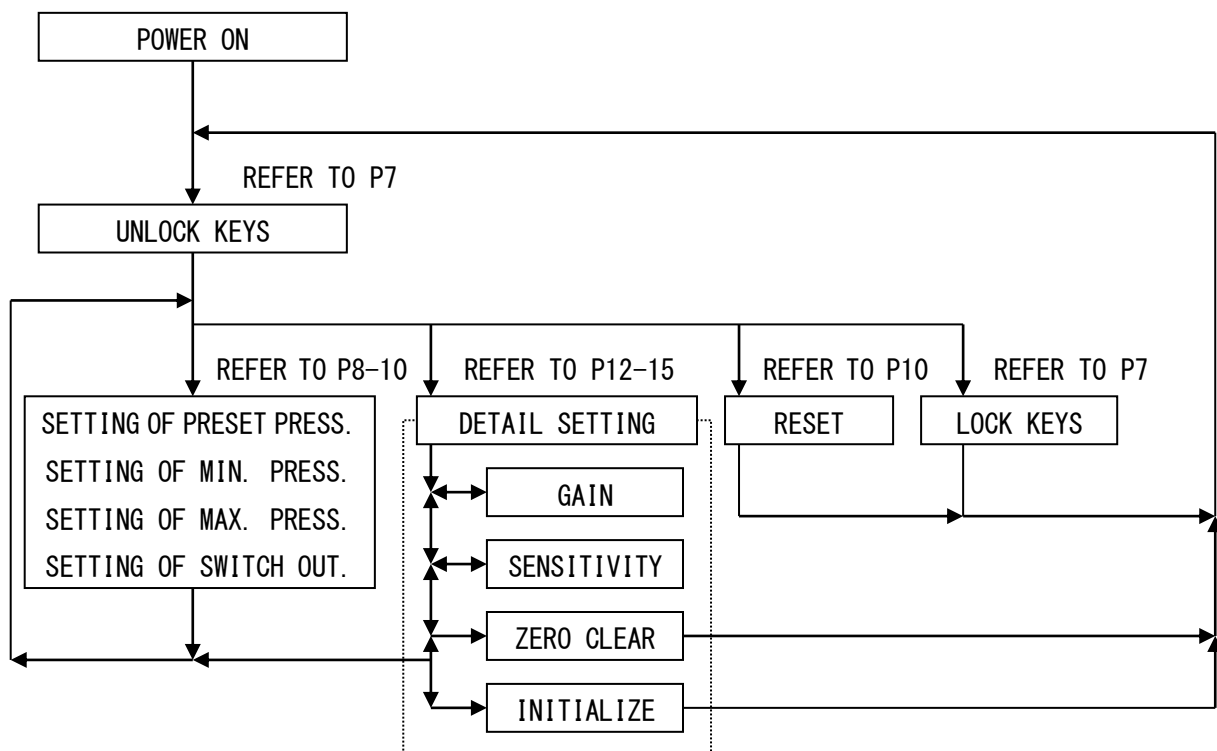 POWER ON
REFER TO P7
UNLOCK KEYS
REFER TO P8-10
REFER TO P12-15
REFER TO P10
REFER TO P7
SETTING OF PRESET PRESS.
SETTING OF MIN. PRESS.
SETTING OF MAX. PRESS.
SETTING OF SWITCH OUT.
DETAIL SETTING
RESET
LOCK KEYS
GAIN
SENSITIVITY
ZERO CLEAR
INITIALIZE